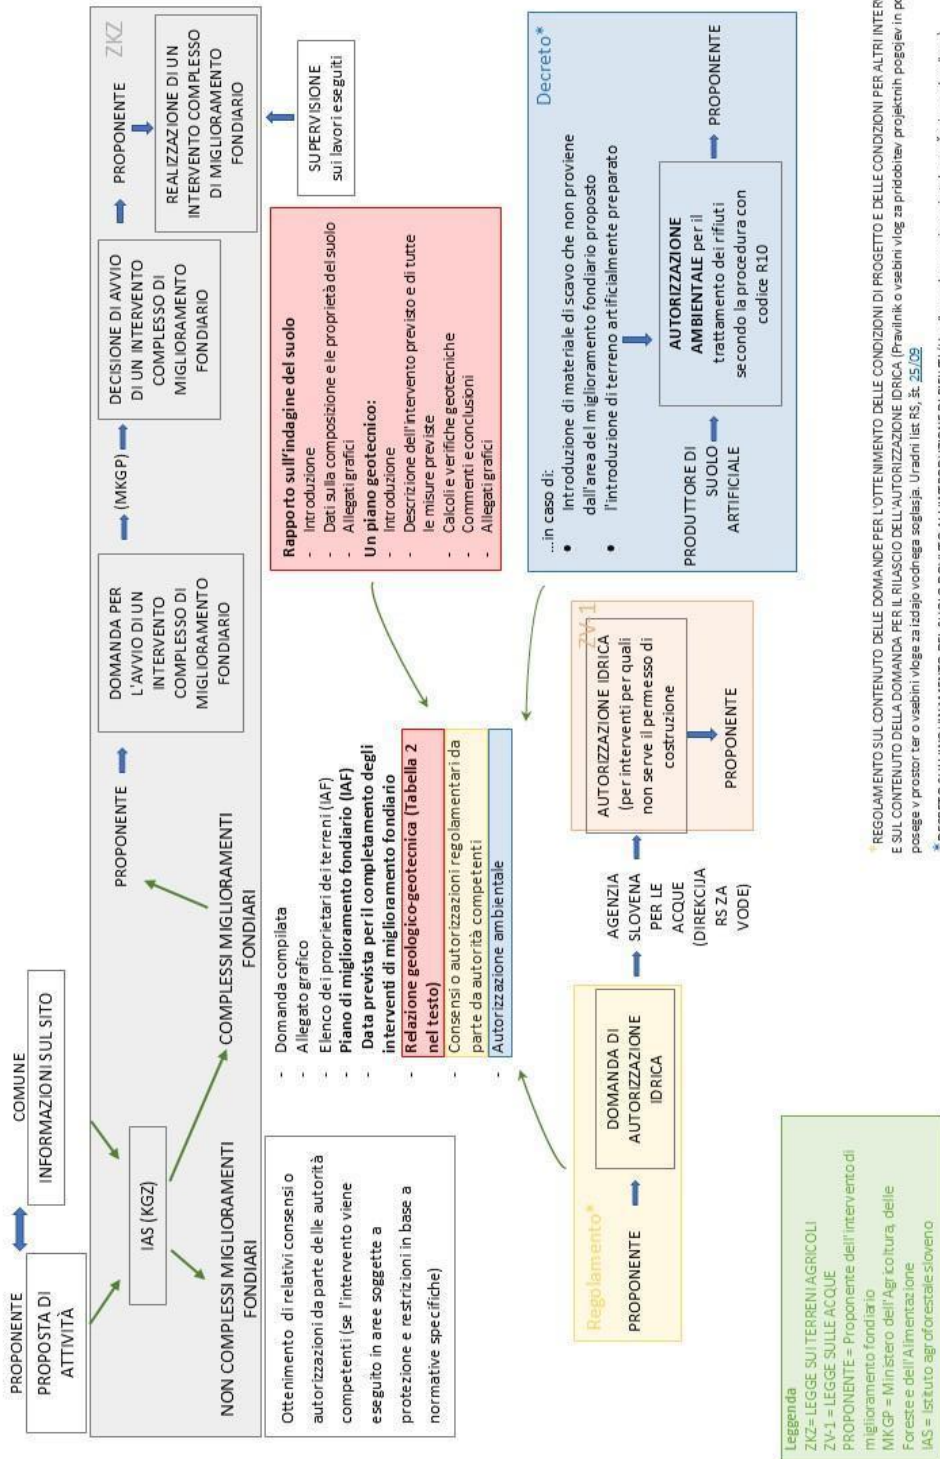 PROPONENTE
PROPOSTA DI
ATTIVITÀ
COMUNE
INFORMAZIONI SUL SITO
ZKZ
IAS (KGZ)
NON COMPLESSI MIGLIORAMENTI
FONDIARI
COMPLESSI MIGLIORAMENTI
FONDIARI
PROPONENTE
DOMANDA PER
L'AVVIO DI UN
INTERVENTO
COMPLESSO DI
MIGLIORAMENTO
FONDIARIO
(MKGP)
DECISIONE DI AVVIO
DI UN INTERVENTO
COMPLESSO DI
MIGLIORAMENTO
FONDIARIO
PROPONENTE
REALIZZAZIONE DI UN
INTERVENTO COMPLESSO
DI MIGLIORAMENTO
FONDIARIO
SUPERVISIONE
sui lavori eseguiti
Ottenimento di relativi consensi o
autorizzazioni da parte delle autorità
competenti (se l'intervento viene
eseguito in aree soggette a
protezione e restrizioni in base a
normative specifiche)
- Domanda compilata
- Allegato grafico
- Elenco dei proprietari dei terreni (IAF)
- Piano di miglioramento fondiario (IAF)
- Data prevista per il completamento degli
interventi di miglioramento fondiario
- Relazione geologico-geotecnica (Tabella 2
nel testo)
- Consensi o autorizzazioni regolamentari da
parte da autorità competenti
- Autorizzazione ambientale
Rapporto sull'indagine del suolo
- Introduzione
- Dati sulla composizione e le proprietà del suolo
- Allegati grafici
Un piano geotecnico:
- Introduzione
- Descrizione dell'intervento previsto e di tutte
le misure previste
- Calcoli e verifiche geotecniche
- Commenti e conclusioni
- Allegati grafici
Regolamento*
PROPONENTE
DOMANDA DI
AUTORIZZAZIONE
IDRICA
AGENZIA
SLOVENA
PER LE
ACQUE
(DIREKCIJA
RS ZA
VODE)
ZV-1
AUTORIZZAZIONE IDRICA
(per interventi per quali
non serve il permesso di
costruzione
PROPONENTE
Decreto*
...in caso di:
• Introduzione di materiale di scavo che non proviene
dall'area del miglioramento fondiario proposto
• l'introduzione di terreno artificialmente preparato
PRODUTTORE DI
SUOLO
ARTIFICIALE
AUTORIZZAZIONE
AMBIENTALE per il
trattamento dei rifiuti
secondo la procedura con
codice R10
PROPONENTE
Leggenda
ZKZ= LEGGE SUI TERRENI AGRICOLI
ZV-1 = LEGGE SULLE ACQUE
PROPONENTE = Proponente dell'intervento di
miglioramento fondiario
MKGP = Ministero dell'Agricoltura, delle
Foreste e dell'Alimentazione
IAS = Istituto agroforestale sloveno
* REGOLAMENTO SUL CONTENUTO DELLE DOMANDE PER L'OTTENIMENTO DELLE CONDIZIONI DI PROGETTO E DELLE CONDIZIONI PER ALTRI
E SUL CONTENUTO DELLA DOMANDA PER IL RILASCIO DELL'AUTORIZZAZIONE IDRICA (Pravilnik o vsebini vlog za pridobitev projektnih pogojev in
posege v prostor ter o vsebini vloge za izdajo vodnega soglasja. Uradni list RS, št. 25/09